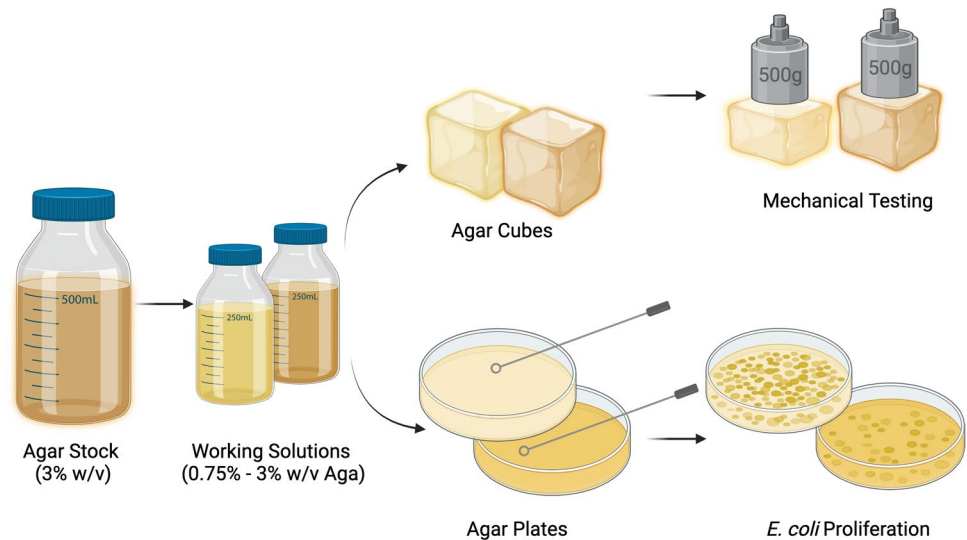 500g
500g
Mechanical Testing
Agar Cubes
500mL
250mL
250mL
Agar Stock
(3% w/v)
Working Solutions
(0.75% - 3% w/v Aga)
Agar Plates
E. coli Proliferation